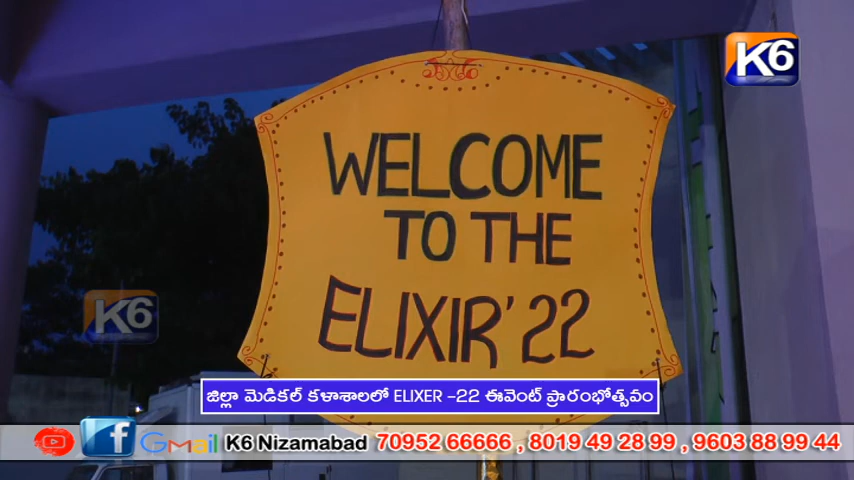 K6
WELCOME
TO THE
ELIXIR'22
K6
జిల్లా మెడికల్ కళాశాలలో ELIXER -22 ఈవెంట్ ప్రారంభోత్సవం
f Gmail K6 Nizamabad 70952 66666 , 8019 49 28 99 , 9603 88 99 44